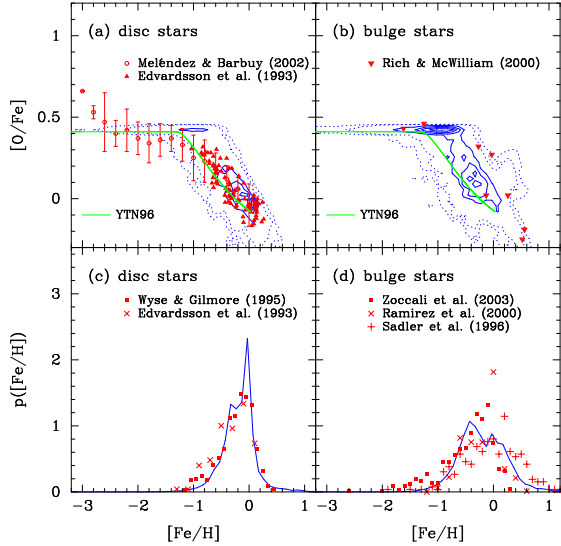 (a) disc stars
Meléndez & Barbuy (2002)
Edvardsson et al. (1993)
YTN96
(b) bulge stars
Rich & McWilliam (2000)
YTN96
[O/Fe]
1
0.5
0
(c) disc stars
Wyse & Gilmore (1995)
Edvardsson et al. (1993)
(d) bulge stars
Zoccali et al. (2003)
Ramirez et al. (2000)
Sadler et al. (1996)
p([Fe/H])
3
2
1
0
−3 −2 −1 0 1
−3 −2 −1 0 1
[Fe/H]
[Fe/H]